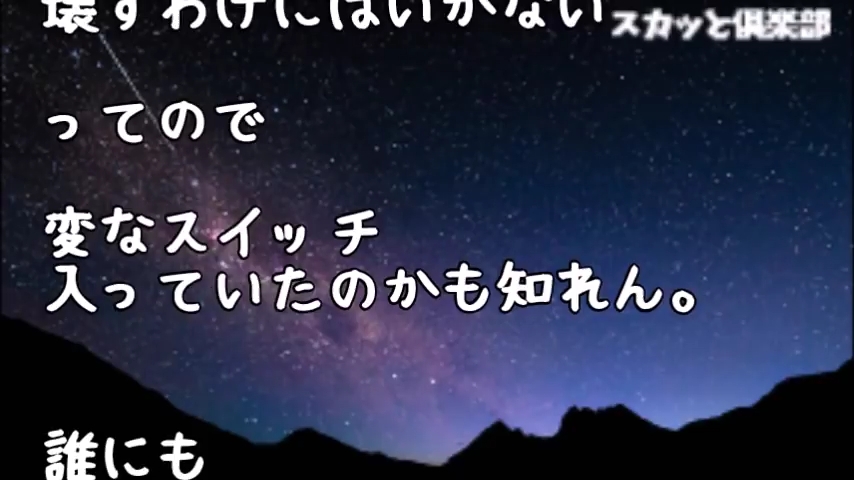 壊すわけにはいかない
スカッと倶楽部
ってので
変なスイッチ
入っていたのかも知れん。
誰にも